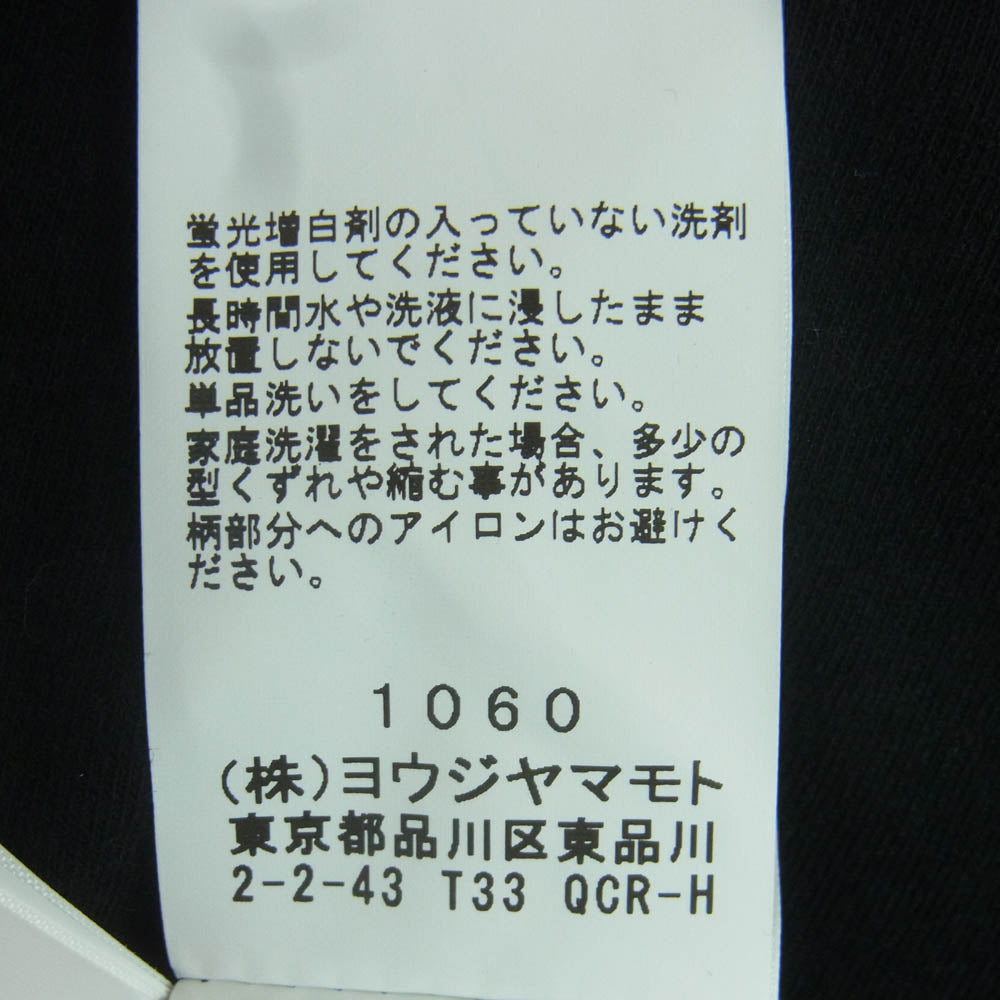 蛍光増白剤の入っていない洗剤
を使用してください。
長時間水や洗液に浸したまま
放置しないでください。
単品洗いをしてください。
家庭洗濯をされた場合、多少の
型くずれや縮む事があります。
柄部分へのアイロンはお避けく
ださい。
1060
(株)ヨウジヤマモト
東京都品川区東品川
2-2-43 T33 QCR-H